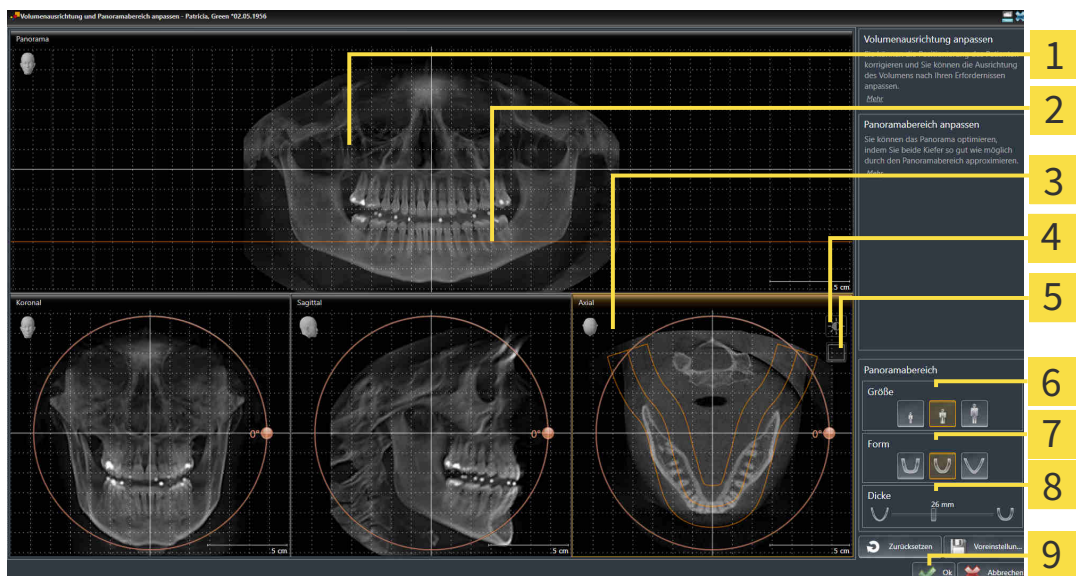 Volumenausrichtung und Panoramabereich anpassen - Patricia, Green *02.05.1956
Panorama
.5 cm
Koronal
0°
.5 cm
Sagittal
0°
.5 cm
Axial
0°
.5 cm
Volumenausrichtung anpassen
korrigieren und Sie können die Ausrichtung
des Volumens nach Ihren Erfordernissen
anpassen.
Mehr
Panoramabereich anpassen
Sie können das Panorama optimieren,
indem Sie beide Kiefer so gut wie möglich
durch den Panoramabereich approximieren.
Mehr
Panoramabereich
Größe
Form
Dicke
26 mm
Zurücksetzen
Voreinstellun...
Ok
Abbrechen
1
2
3
4
5
6
7
8
9